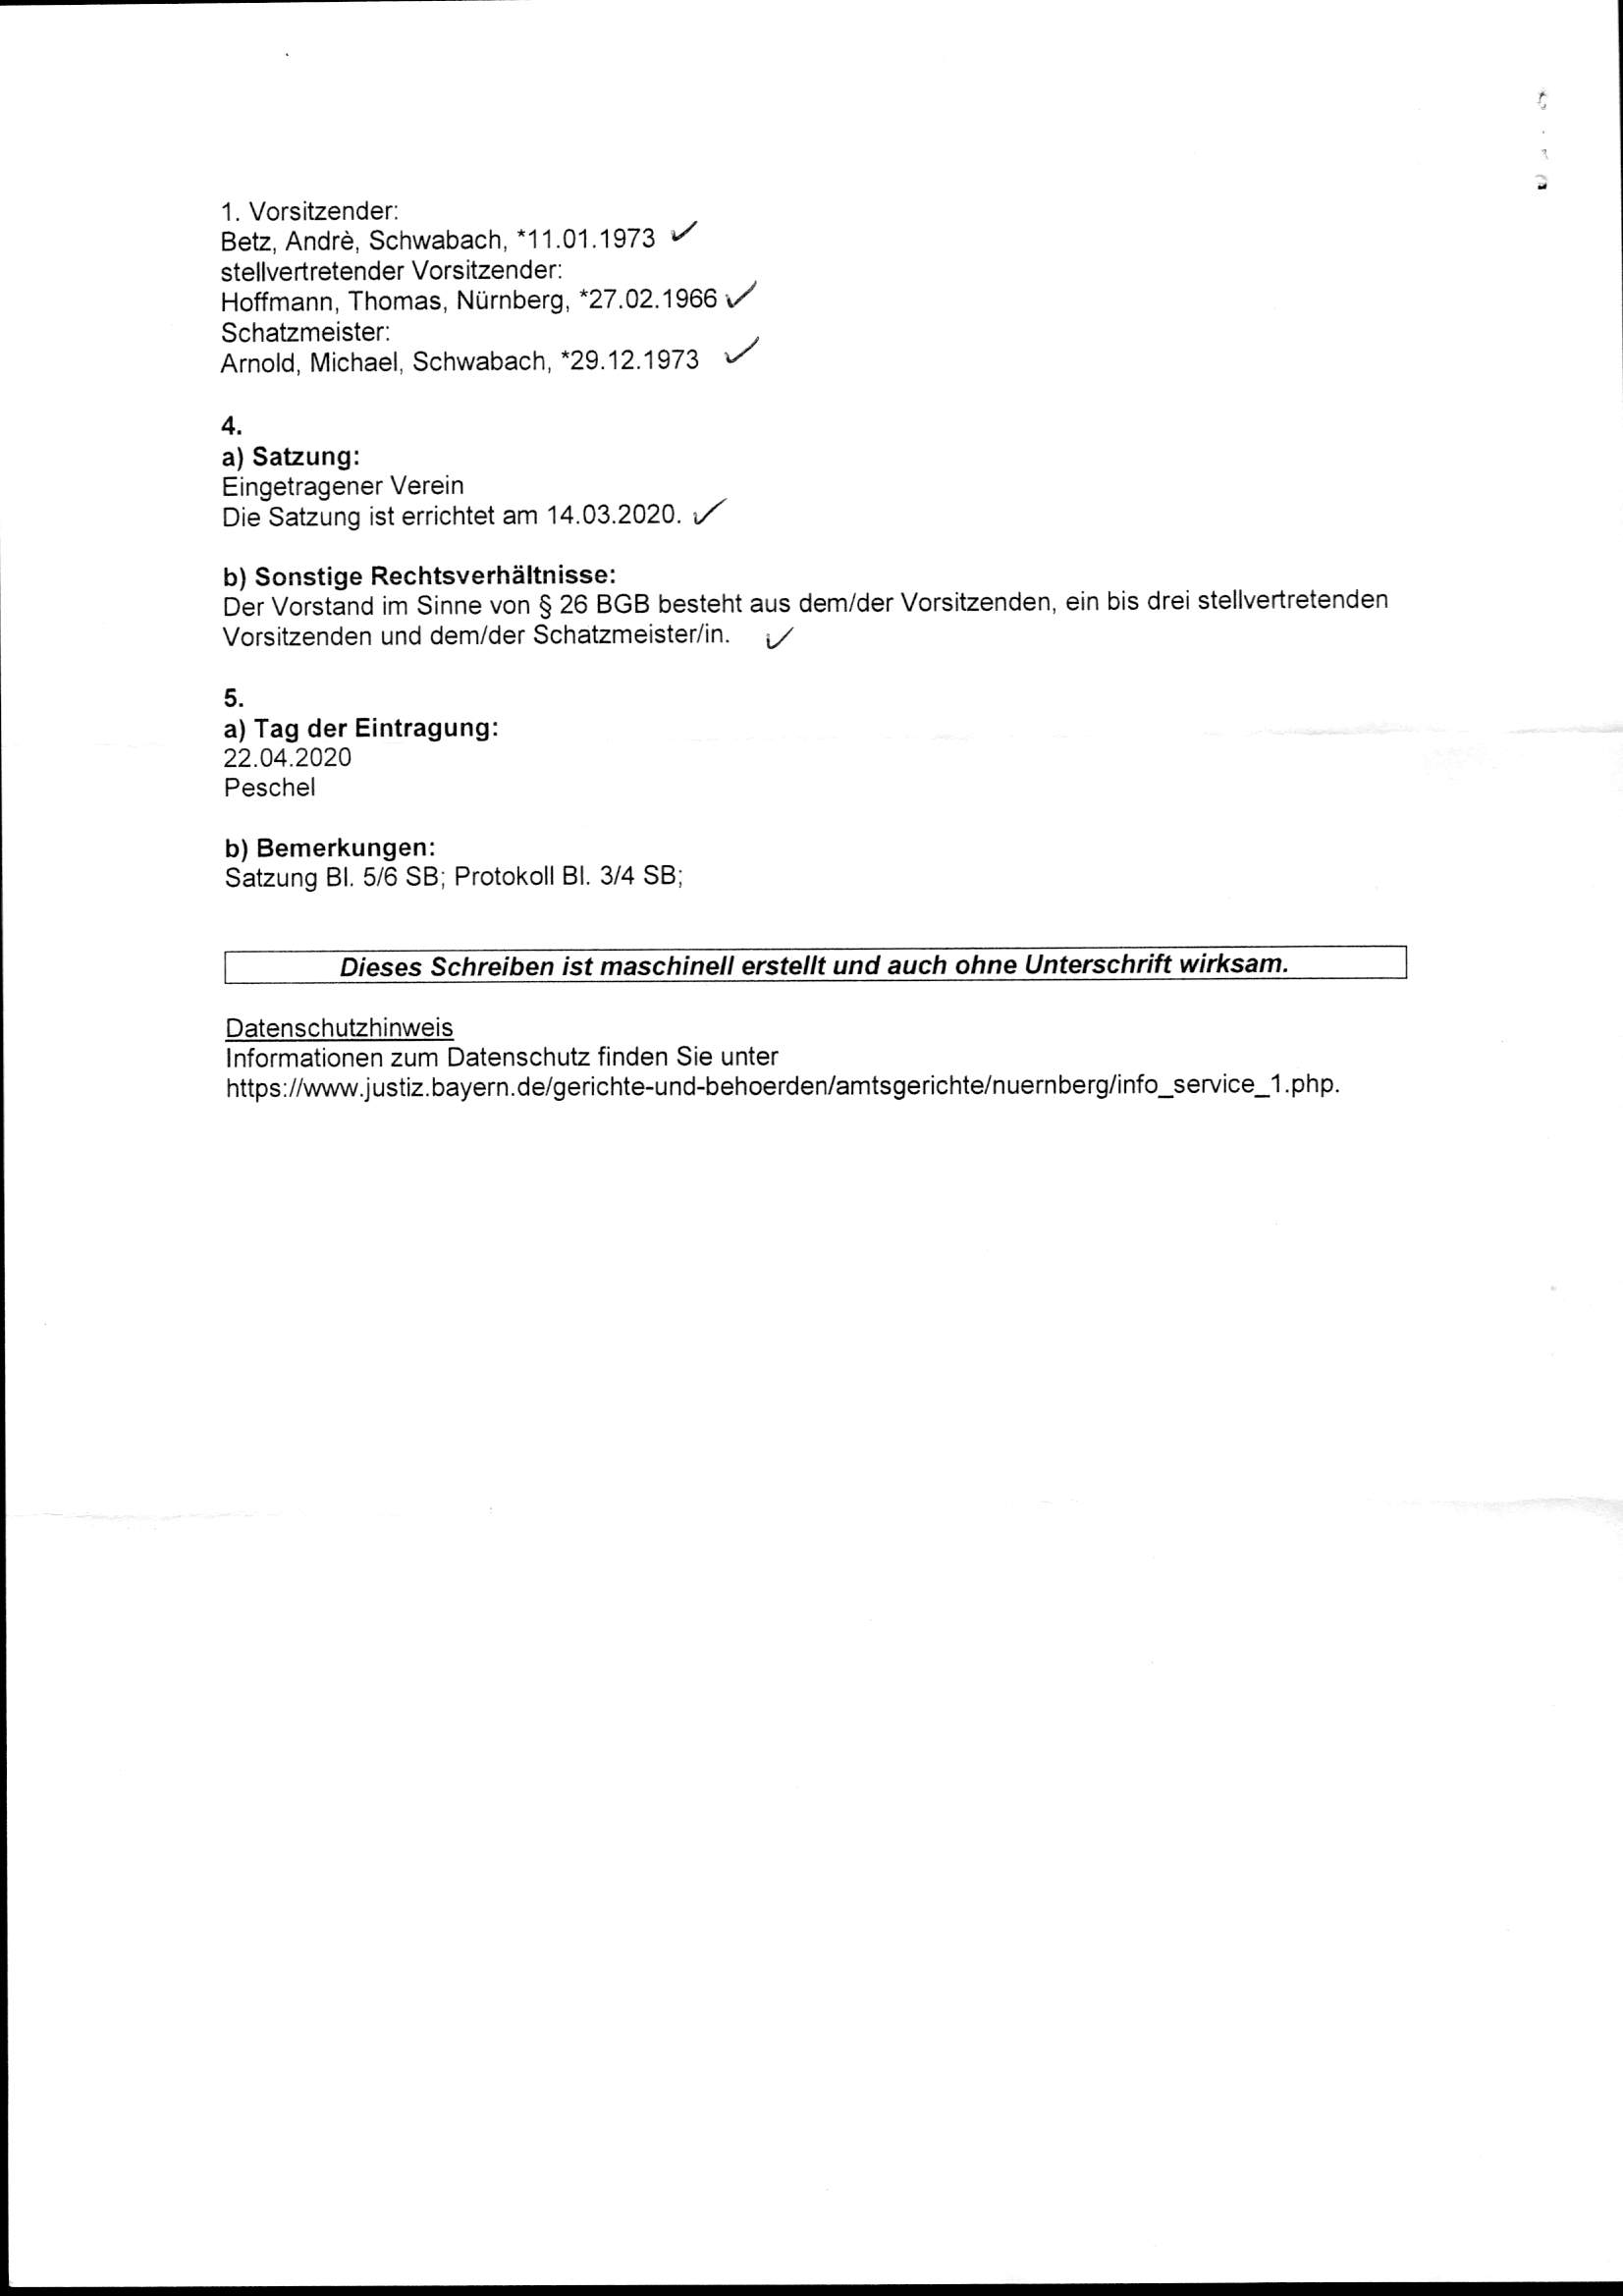 1. Vorsitzender:
Betz, Andrè, Schwabach, *11.01.1973 ✓
stellvertretender Vorsitzender:
Hoffmann, Thomas, Nürnberg, *27.02.1966 ✓
Schatzmeister:
Arnold, Michael, Schwabach, *29.12.1973 ✓
4.
a) Satzung:
Eingetragener Verein
Die Satzung ist errichtet am 14.03.2020. ✓
b) Sonstige Rechtsverhältnisse:
Der Vorstand im Sinne von § 26 BGB besteht aus dem/der Vorsitzenden, ein bis drei stellvertretenden
Vorsitzenden und dem/der Schatzmeister/in. ✓
5.
a) Tag der Eintragung:
22.04.2020
Peschel
b) Bemerkungen:
Satzung Bl. 5/6 SB; Protokoll Bl. 3/4 SB;
Dieses Schreiben ist maschinell erstellt und auch ohne Unterschrift wirksam.
Datenschutzhinweis
Informationen zum Datenschutz finden Sie unter
https://www.justiz.bayern.de/gerichte-und-behoerden/amtsgerichte/nuernberg/info_service_1.php.